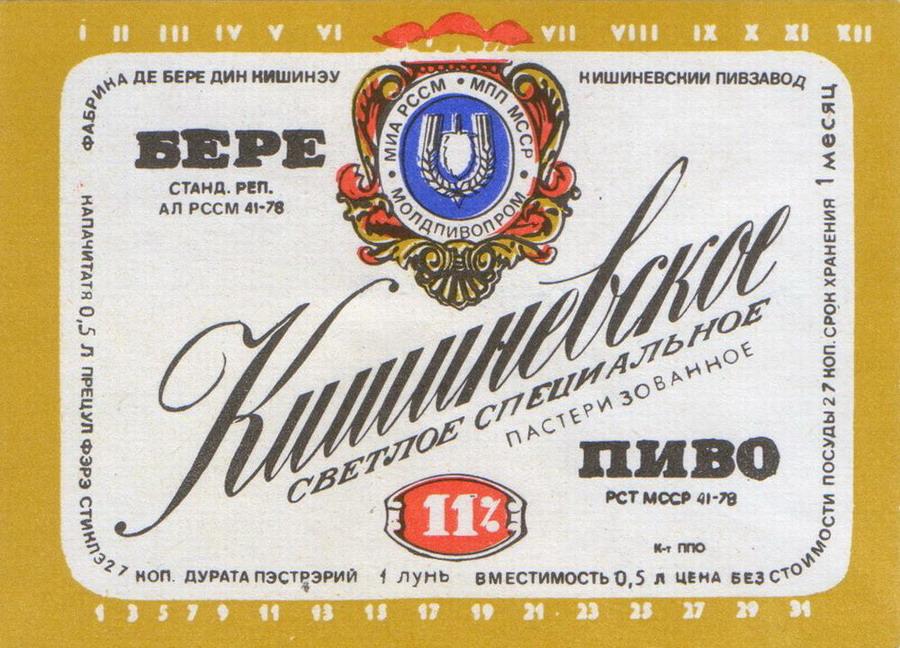 I II III IV V VI VII VIII IX X XI XII
ФАБРИКА ДЕ БЕРЕ ДИН КИШИНЭУ
КИШИНЕВСКИЙ ПИВЗАВОД
МИА РССМ • МПП МССР
• МОЛДПИВОПРОМ •
БЕРЕ
СТАНД. РЕП.
АЛ РССМ 41-78
Кишиневское
СВЕТЛОЕ СПЕЦИАЛЬНОЕ
ПАСТЕРИЗОВАННОЕ
ПИВО
РСТ МССР 41-78
11%
К-т ППО
КАПАЧИТАТЯ 0,5 Л ПРЕЦУЛ ФЭРЭ СТИКЛЭ 27 КОП. ДУРАТА ПЭСТРЭРИЙ 1 лунь
ВМЕСТИМОСТЬ 0,5 л ЦЕНА БЕЗ СТОИМОСТИ ПОСУДЫ 27 КОП. СРОК ХРАНЕНИЯ 1 месяц
1 3 5 7 9 11 13 15 17 19 21 23 25 27 29 31